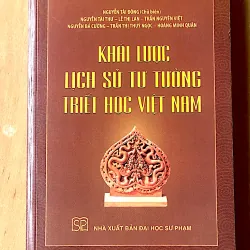 NGUYỄN TÀI ĐÔNG (Chủ biên)
NGUYỄN TÀI THƯ - LÊ THỊ LAN - TRẦN NGUYÊN VIỆT
NGUYỄN BÁ CƯỜNG - TRẦN THỊ THÚY NGỌC - HOÀNG MINH QUÂN
KHÁI LƯỢC
LỊCH SỬ TƯ TƯỞNG
TRIẾT HỌC VIỆT NAM
NHÀ XUẤT BẢN ĐẠI HỌC SƯ PHẠM